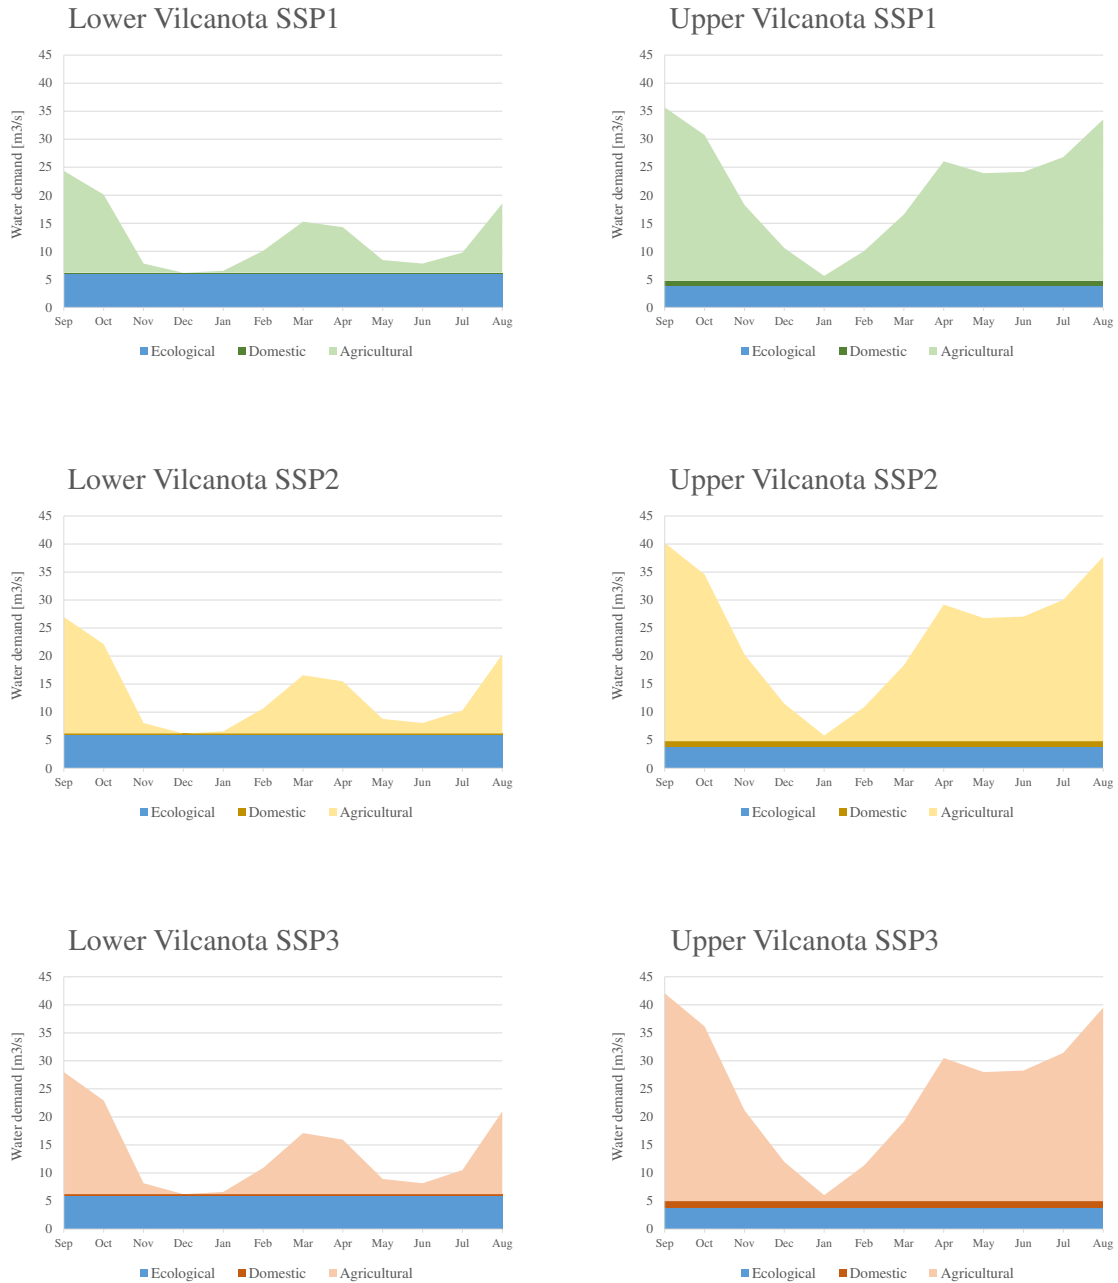 Lower Vilcanota SSP1
Water demand [m3/s]
45
40
35
30
25
20
15
10
5
0
Sep Oct Nov Dec Jan Feb Mar Apr May Jun Jul Aug
Ecological Domestic Agricultural
Upper Vilcanota SSP1
Water demand [m3/s]
45
40
35
30
25
20
15
10
5
0
Sep Oct Nov Dec Jan Feb Mar Apr May Jun Jul Aug
Ecological Domestic Agricultural
Lower Vilcanota SSP2
Water demand [m3/s]
45
40
35
30
25
20
15
10
5
0
Sep Oct Nov Dec Jan Feb Mar Apr May Jun Jul Aug
Ecological Domestic Agricultural
Upper Vilcanota SSP2
Water demand [m3/s]
45
40
35
30
25
20
15
10
5
0
Sep Oct Nov Dec Jan Feb Mar Apr May Jun Jul Aug
Ecological Domestic Agricultural
Lower Vilcanota SSP3
Water demand [m3/s]
45
40
35
30
25
20
15
10
5
0
Sep Oct Nov Dec Jan Feb Mar Apr May Jun Jul Aug
Ecological Domestic Agricultural
Upper Vilcanota SSP3
Water demand [m3/s]
45
40
35
30
25
20
15
10
5
0
Sep Oct Nov Dec Jan Feb Mar Apr May Jun Jul Aug
Ecological Domestic Agricultural